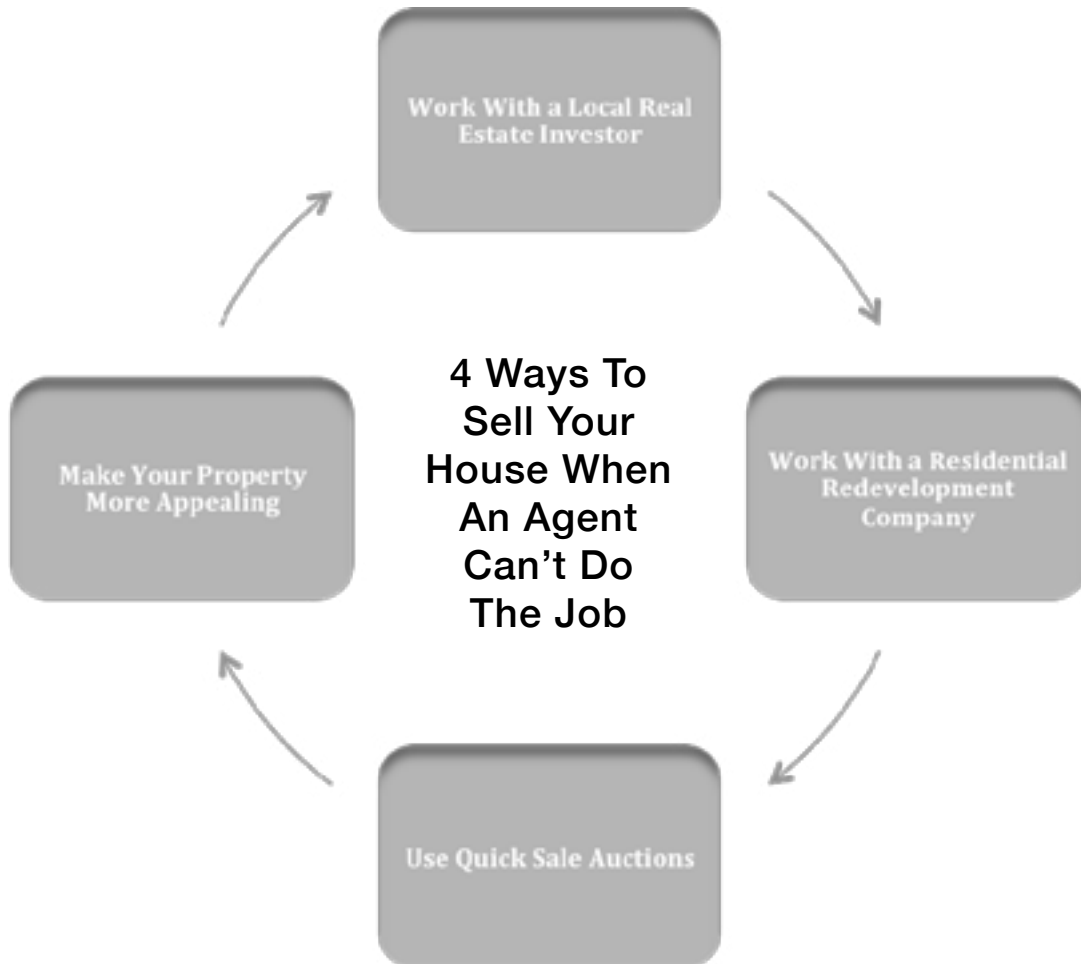 Work With a Local Real
Estate Investor
4 Ways To
Sell Your
House When
An Agent
Can’t Do
The Job
Work With a Residential
Redevelopment
Company
Use Quick Sale Auctions
Make Your Property
More Appealing